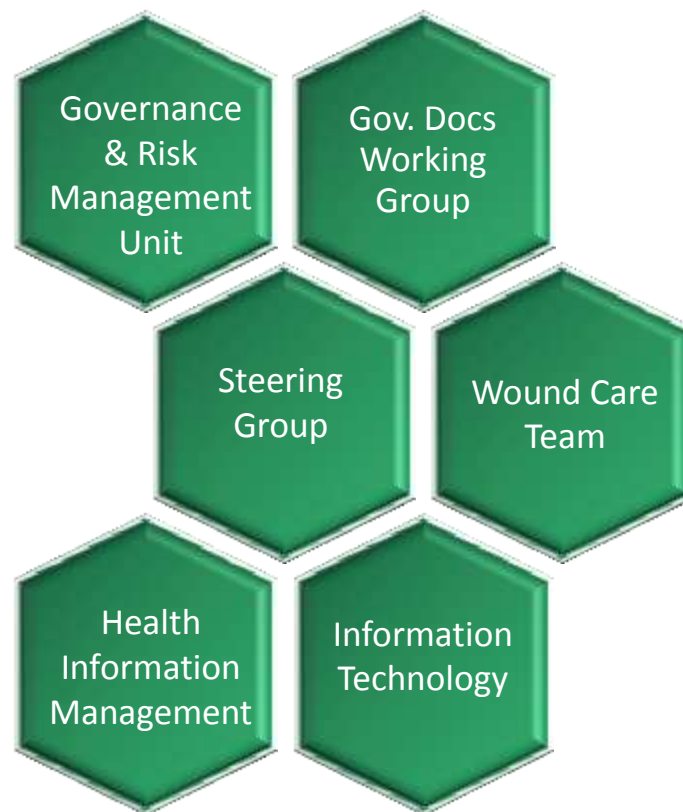 Governance
& Risk
Management
Unit
Gov. Docs
Working
Group
Steering
Group
Wound Care
Team
Health
Information
Management
Information
Technology